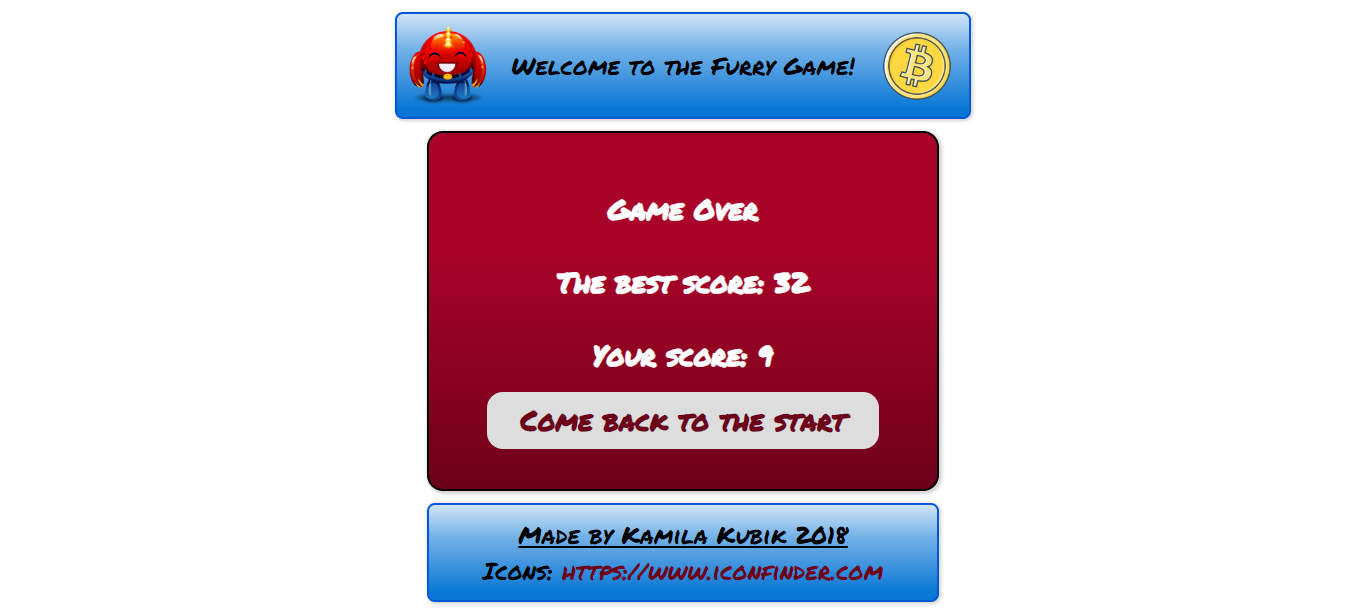 Welcome to the Furry Game!
Game Over
The best score: 32
Your score: 9
Come back to the start
Made by Kamila Kubik 2018
Icons: https://www.iconfinder.com